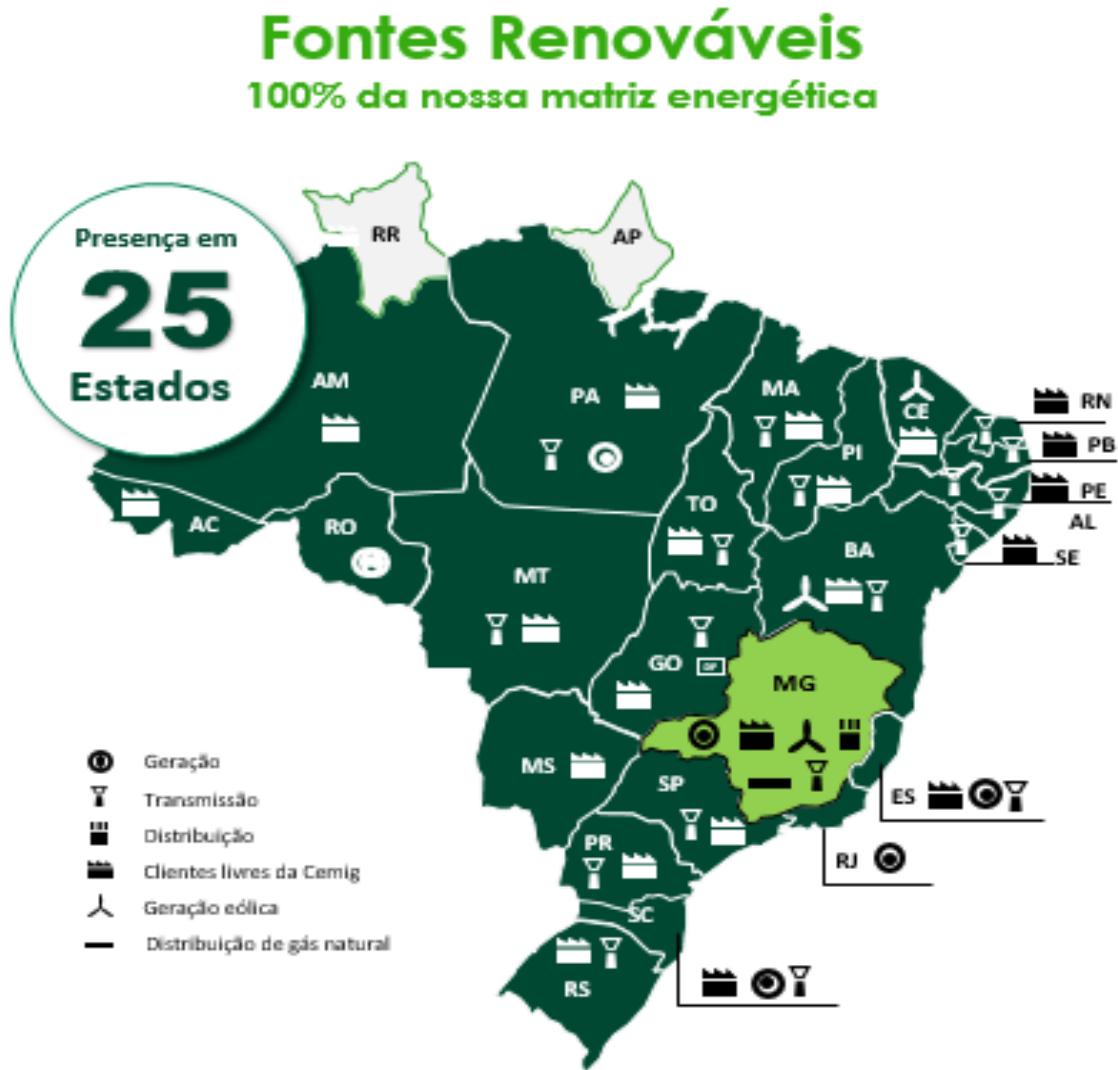 Fontes Renováveis
100% da nossa matriz energética
Presença em
25
Estados
RR
AP
AM
PA
MA
CE
RN
PB
PI
PE
AL
SE
AC
RO
TO
BA
MT
GO
DF
MG
MS
SP
ES
RJ
PR
SC
RS
Geração
Transmissão
Distribuição
Clientes livres da Cemig
Geração eólica
Distribuição de gás natural